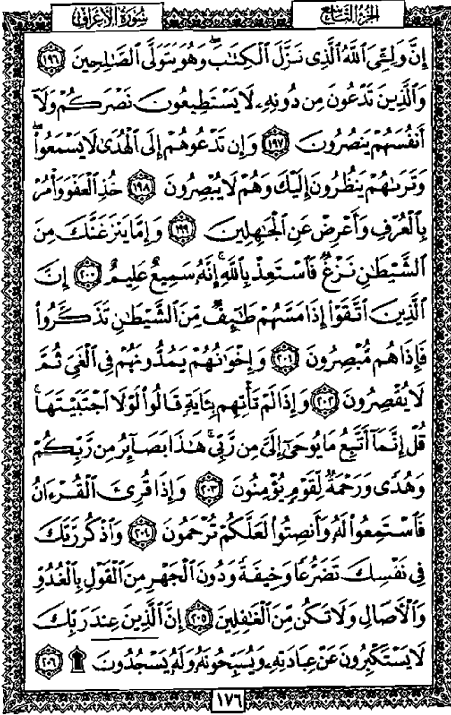 الجزء التاسع
سورة الأعراف
إِنَّ وَلِـِّۧيَ ٱللَّهُ ٱلَّذِى نَزَّلَ ٱلْكِتَٰبَ ۖ وَهُوَ يَتَوَلَّى ٱلصَّٰلِحِينَ ١٩٦
وَٱلَّذِينَ تَدْعُونَ مِن دُونِهِۦ لَا يَسْتَطِيعُونَ نَصْرَكُمْ وَلَآ
أَنفُسَهُمْ يَنصُرُونَ ١٩٧ وَإِن تَدْعُوهُمْ إِلَى ٱلْهُدَىٰ لَا يَسْمَعُوا۟ ۖ
وَتَرَىٰهُمْ يَنظُرُونَ إِلَيْكَ وَهُمْ لَا يُبْصِرُونَ ١٩٨ خُذِ ٱلْعَفْوَ وَأْمُرْ
بِٱلْعُرْفِ وَأَعْرِضْ عَنِ ٱلْجَٰهِلِينَ ١٩٩ وَإِمَّا يَنزَغَنَّكَ مِنَ
ٱلشَّيْطَٰنِ نَزْغٌ فَٱسْتَعِذْ بِٱللَّهِ ۚ إِنَّهُۥ سَمِيعٌ عَلِيمٌ ٢٠٠ إِنَّ
ٱلَّذِينَ ٱتَّقَوْا۟ إِذَا مَسَّهُمْ طَٰٓئِفٌ مِّنَ ٱلشَّيْطَٰنِ تَذَكَّرُوا۟
فَإِذَا هُم مُّبْصِرُونَ ٢٠١ وَإِخْوَٰنُهُمْ يَمُدُّونَهُمْ فِى ٱلْغَىِّ ثُمَّ
لَا يُقْصِرُونَ ٢٠٢ وَإِذَا لَمْ تَأْتِهِم بِـَٔايَةٍ قَالُوا۟ لَوْلَا ٱجْتَبَيْتَهَا ۚ
قُلْ إِنَّمَآ أَتَّبِعُ مَا يُوحَىٰٓ إِلَىَّ مِن رَّبِّى ۚ هَٰذَا بَصَآئِرُ مِن رَّبِّكُمْ
وَهُدًى وَرَحْمَةٌ لِّقَوْمٍ يُؤْمِنُونَ ٢٠٣ وَإِذَا قُرِئَ ٱلْقُرْءَانُ
فَٱسْتَمِعُوا۟ لَهُۥ وَأَنصِتُوا۟ لَعَلَّكُمْ تُرْحَمُونَ ٢٠٤ وَٱذْكُر رَّبَّكَ
فِى نَفْسِكَ تَضَرُّعًا وَخِيفَةً وَدُونَ ٱلْجَهْرِ مِنَ ٱلْقَوْلِ بِٱلْغُدُوِّ
وَٱلْءَاصَالِ وَلَا تَكُن مِّنَ ٱلْغَٰفِلِينَ ٢٠٥ إِنَّ ٱلَّذِينَ عِندَ رَبِّكَ
لَا يَسْتَكْبِرُونَ عَنْ عِبَادَتِهِۦ وَيُسَبِّحُونَهُۥ وَلَهُۥ يَسْجُدُونَ ۩ ٢٠٦
١٧٦